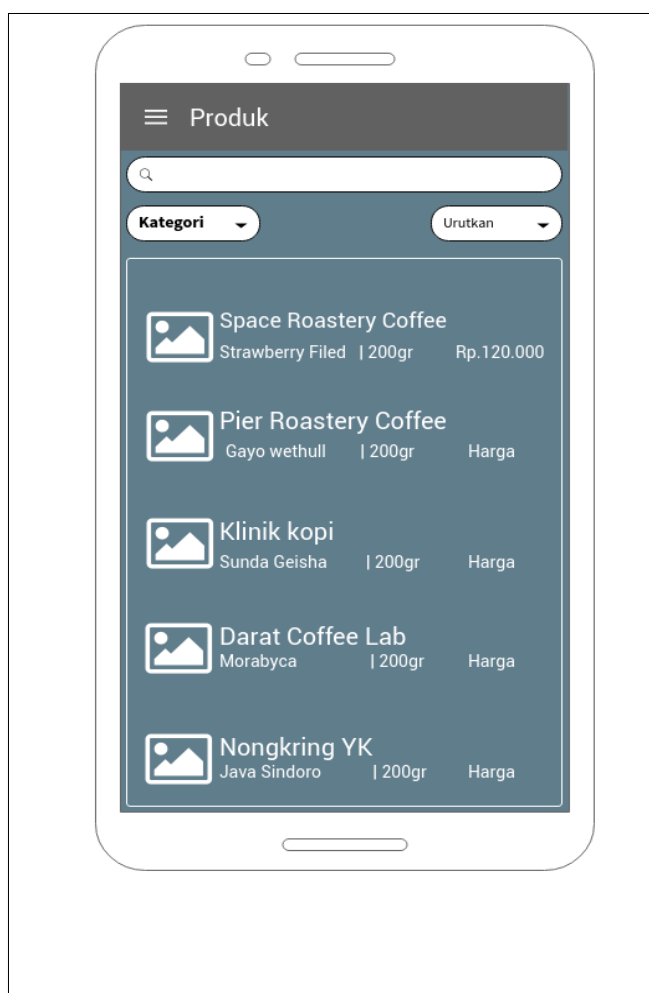 Produk
Kategori Urutkan
Space Roastery Coffee
Strawberry Filed | 200gr Rp.120.000
Pier Roastery Coffee
Gayo wethull | 200gr Harga
Klinik kopi
Sunda Geisha | 200gr Harga
Darat Coffee Lab
Morabyca | 200gr Harga
Nongkring YK
Java Sindoro | 200gr Harga